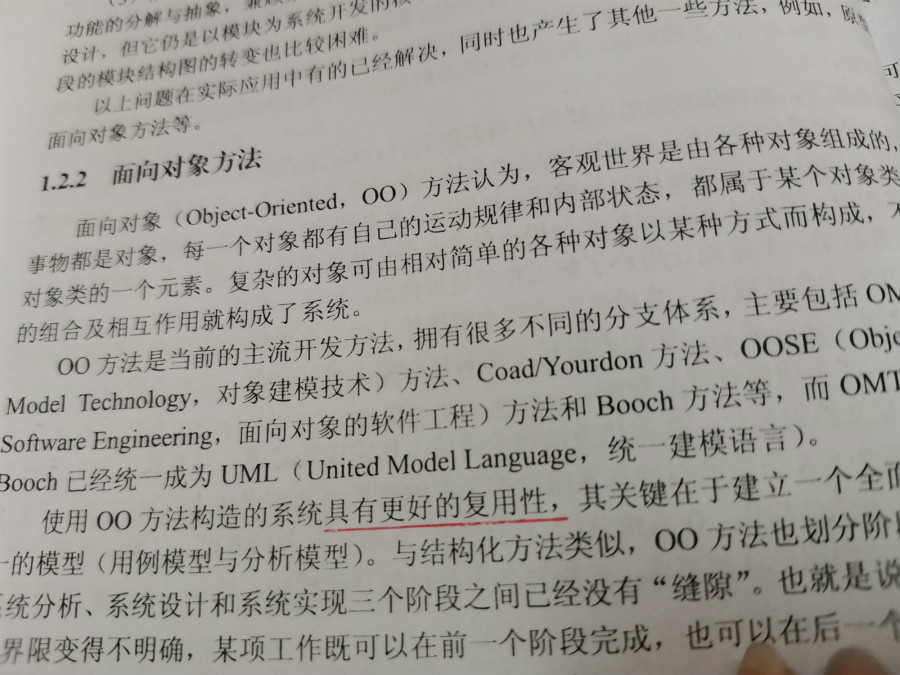 功能的分解与抽象，兼顾
设计，但它仍是以模块为系统开发的核
段的模块结构图的转变也比较困难。
以上问题在实际应用中有的已经解决，同时也产生了其他一些方法，例如，原
面向对象方法等。
1.2.2 面向对象方法
面向对象（Object-Oriented，OO）方法认为，客观世界是由各种对象组成的，
事物都是对象，每一个对象都有自己的运动规律和内部状态，都属于某个对象类
对象类的一个元素。复杂的对象可由相对简单的各种对象以某种方式而构成，不
的组合及相互作用就构成了系统。
OO 方法是当前的主流开发方法，拥有很多不同的分支体系，主要包括 OM
Model Technology，对象建模技术）方法、Coad/Yourdon 方法、OOSE（Obje
Software Engineering，面向对象的软件工程）方法和 Booch 方法等，而 OMT
Booch 已经统一成为 UML（United Model Language，统一建模语言）。
使用 OO 方法构造的系统具有更好的复用性，其关键在于建立一个全面
的模型（用例模型与分析模型）。与结构化方法类似，OO 方法也划分阶段
系统分析、系统设计和系统实现三个阶段之间已经没有“缝隙”。也就是说
界限变得不明确，某项工作既可以在前一个阶段完成，也可以在后一个
可